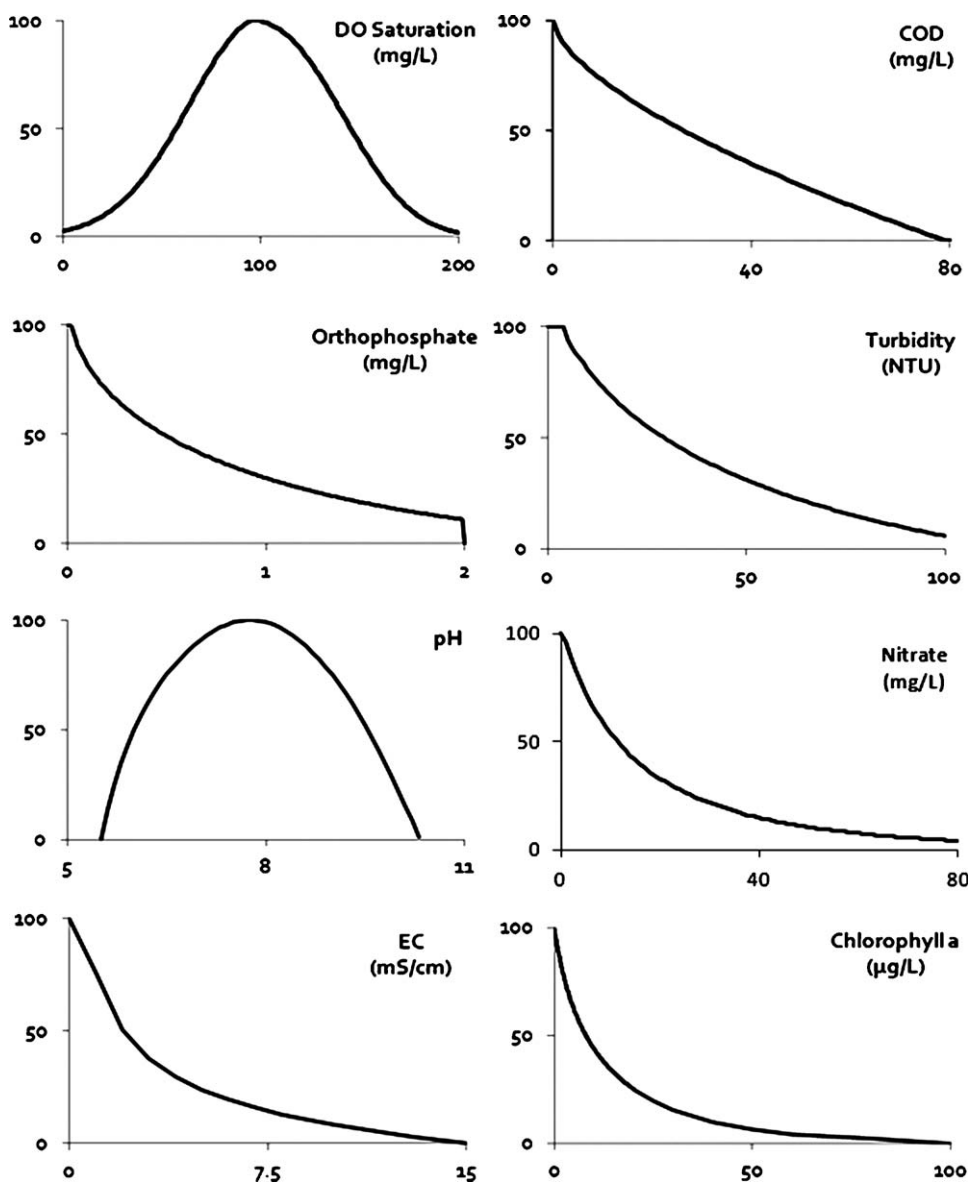 DO Saturation
(mg/L)
100
50
0
0 100 200
COD
(mg/L)
100
50
0
0 40 80
Orthophosphate
(mg/L)
100
50
0
0 1 2
Turbidity
(NTU)
100
50
0
0 50 100
pH
100
50
0
5 8 11
Nitrate
(mg/L)
100
50
0
0 40 80
EC
(mS/cm)
100
50
0
0 7.5 15
Chlorophyll a
(µg/L)
100
50
0
0 50 100